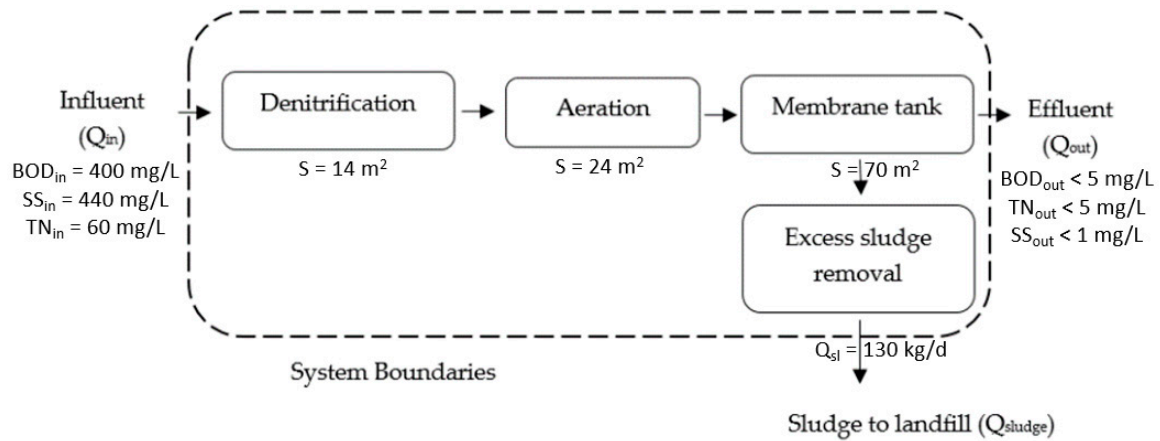 Influent
(Qin)
BODin = 400 mg/L
SSin = 440 mg/L
TNin = 60 mg/L
Denitrification
S = 14 m²
Aeration
S = 24 m²
Membrane tank
S = 70 m²
Effluent
(Qout)
BODout < 5 mg/L
TNout < 5 mg/L
SSout < 1 mg/L
Excess sludge
removal
Qsl = 130 kg/d
System Boundaries
Sludge to landfill (Qsludge)